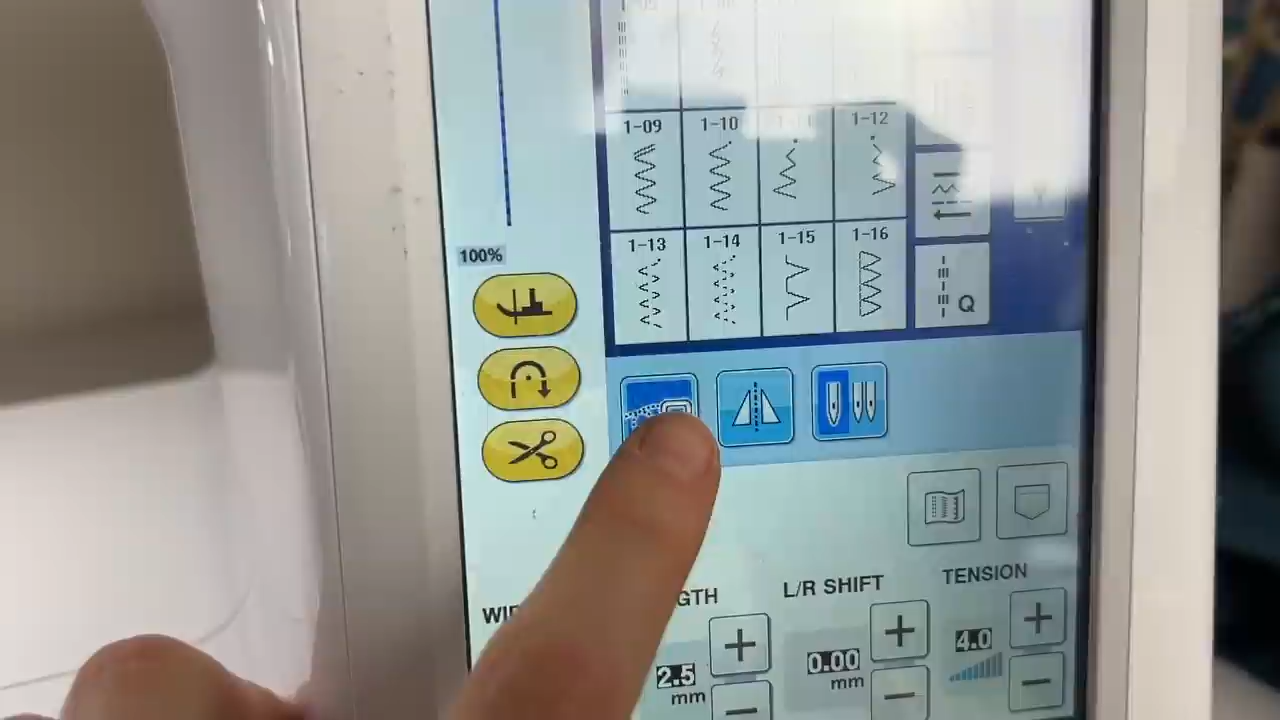 1-09 1-10 1-12
1-13 1-14 1-15 1-16
100%
Q
L/R SHIFT TENSION
2.5 mm
0.00 mm
4.0